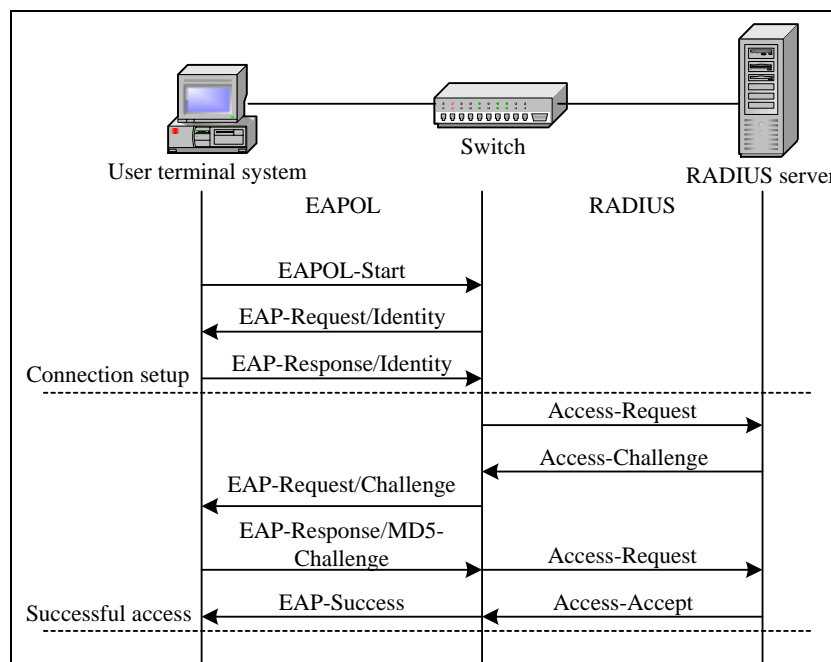 User terminal system
Switch
RADIUS server
EAPOL
RADIUS
EAPOL-Start
EAP-Request/Identity
Connection setup
EAP-Response/Identity
Access-Request
Access-Challenge
EAP-Request/Challenge
EAP-Response/MD5-
Challenge
Access-Request
Successful access
EAP-Success
Access-Accept